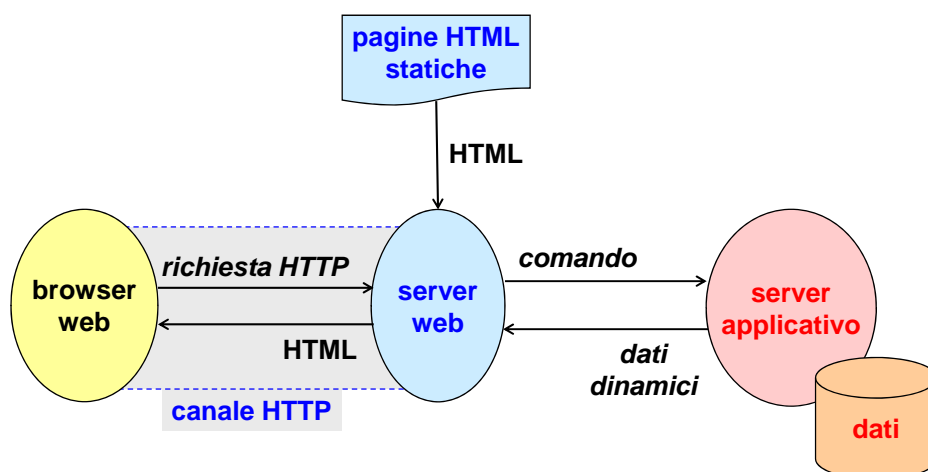 pagine HTML
statiche
HTML
richiesta HTTP
comando
browser
web
server
web
server
applicativo
HTML
dati
dinamici
canale HTTP
dati